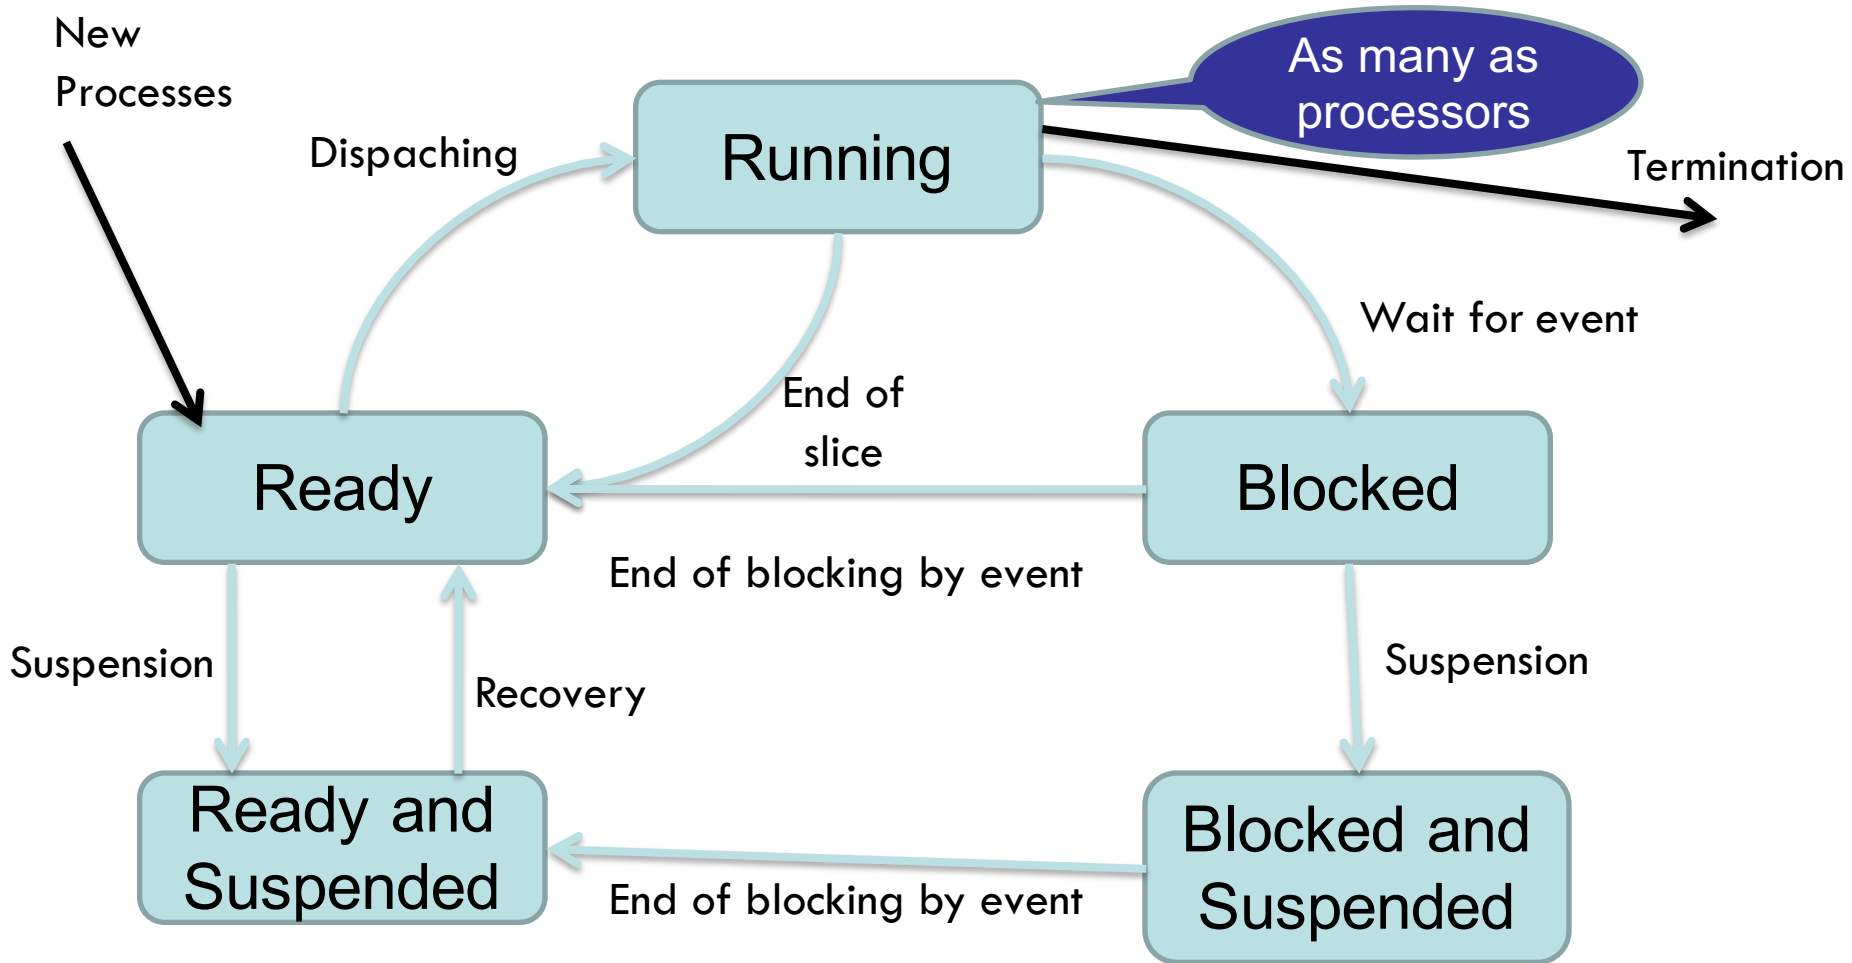 New
Processes
As many as
processors
Dispaching
Running
Termination
Wait for event
End of
slice
Ready
Blocked
End of blocking by event
Suspension
Recovery
Suspension
Ready and
Suspended
End of blocking by event
Blocked and
Suspended